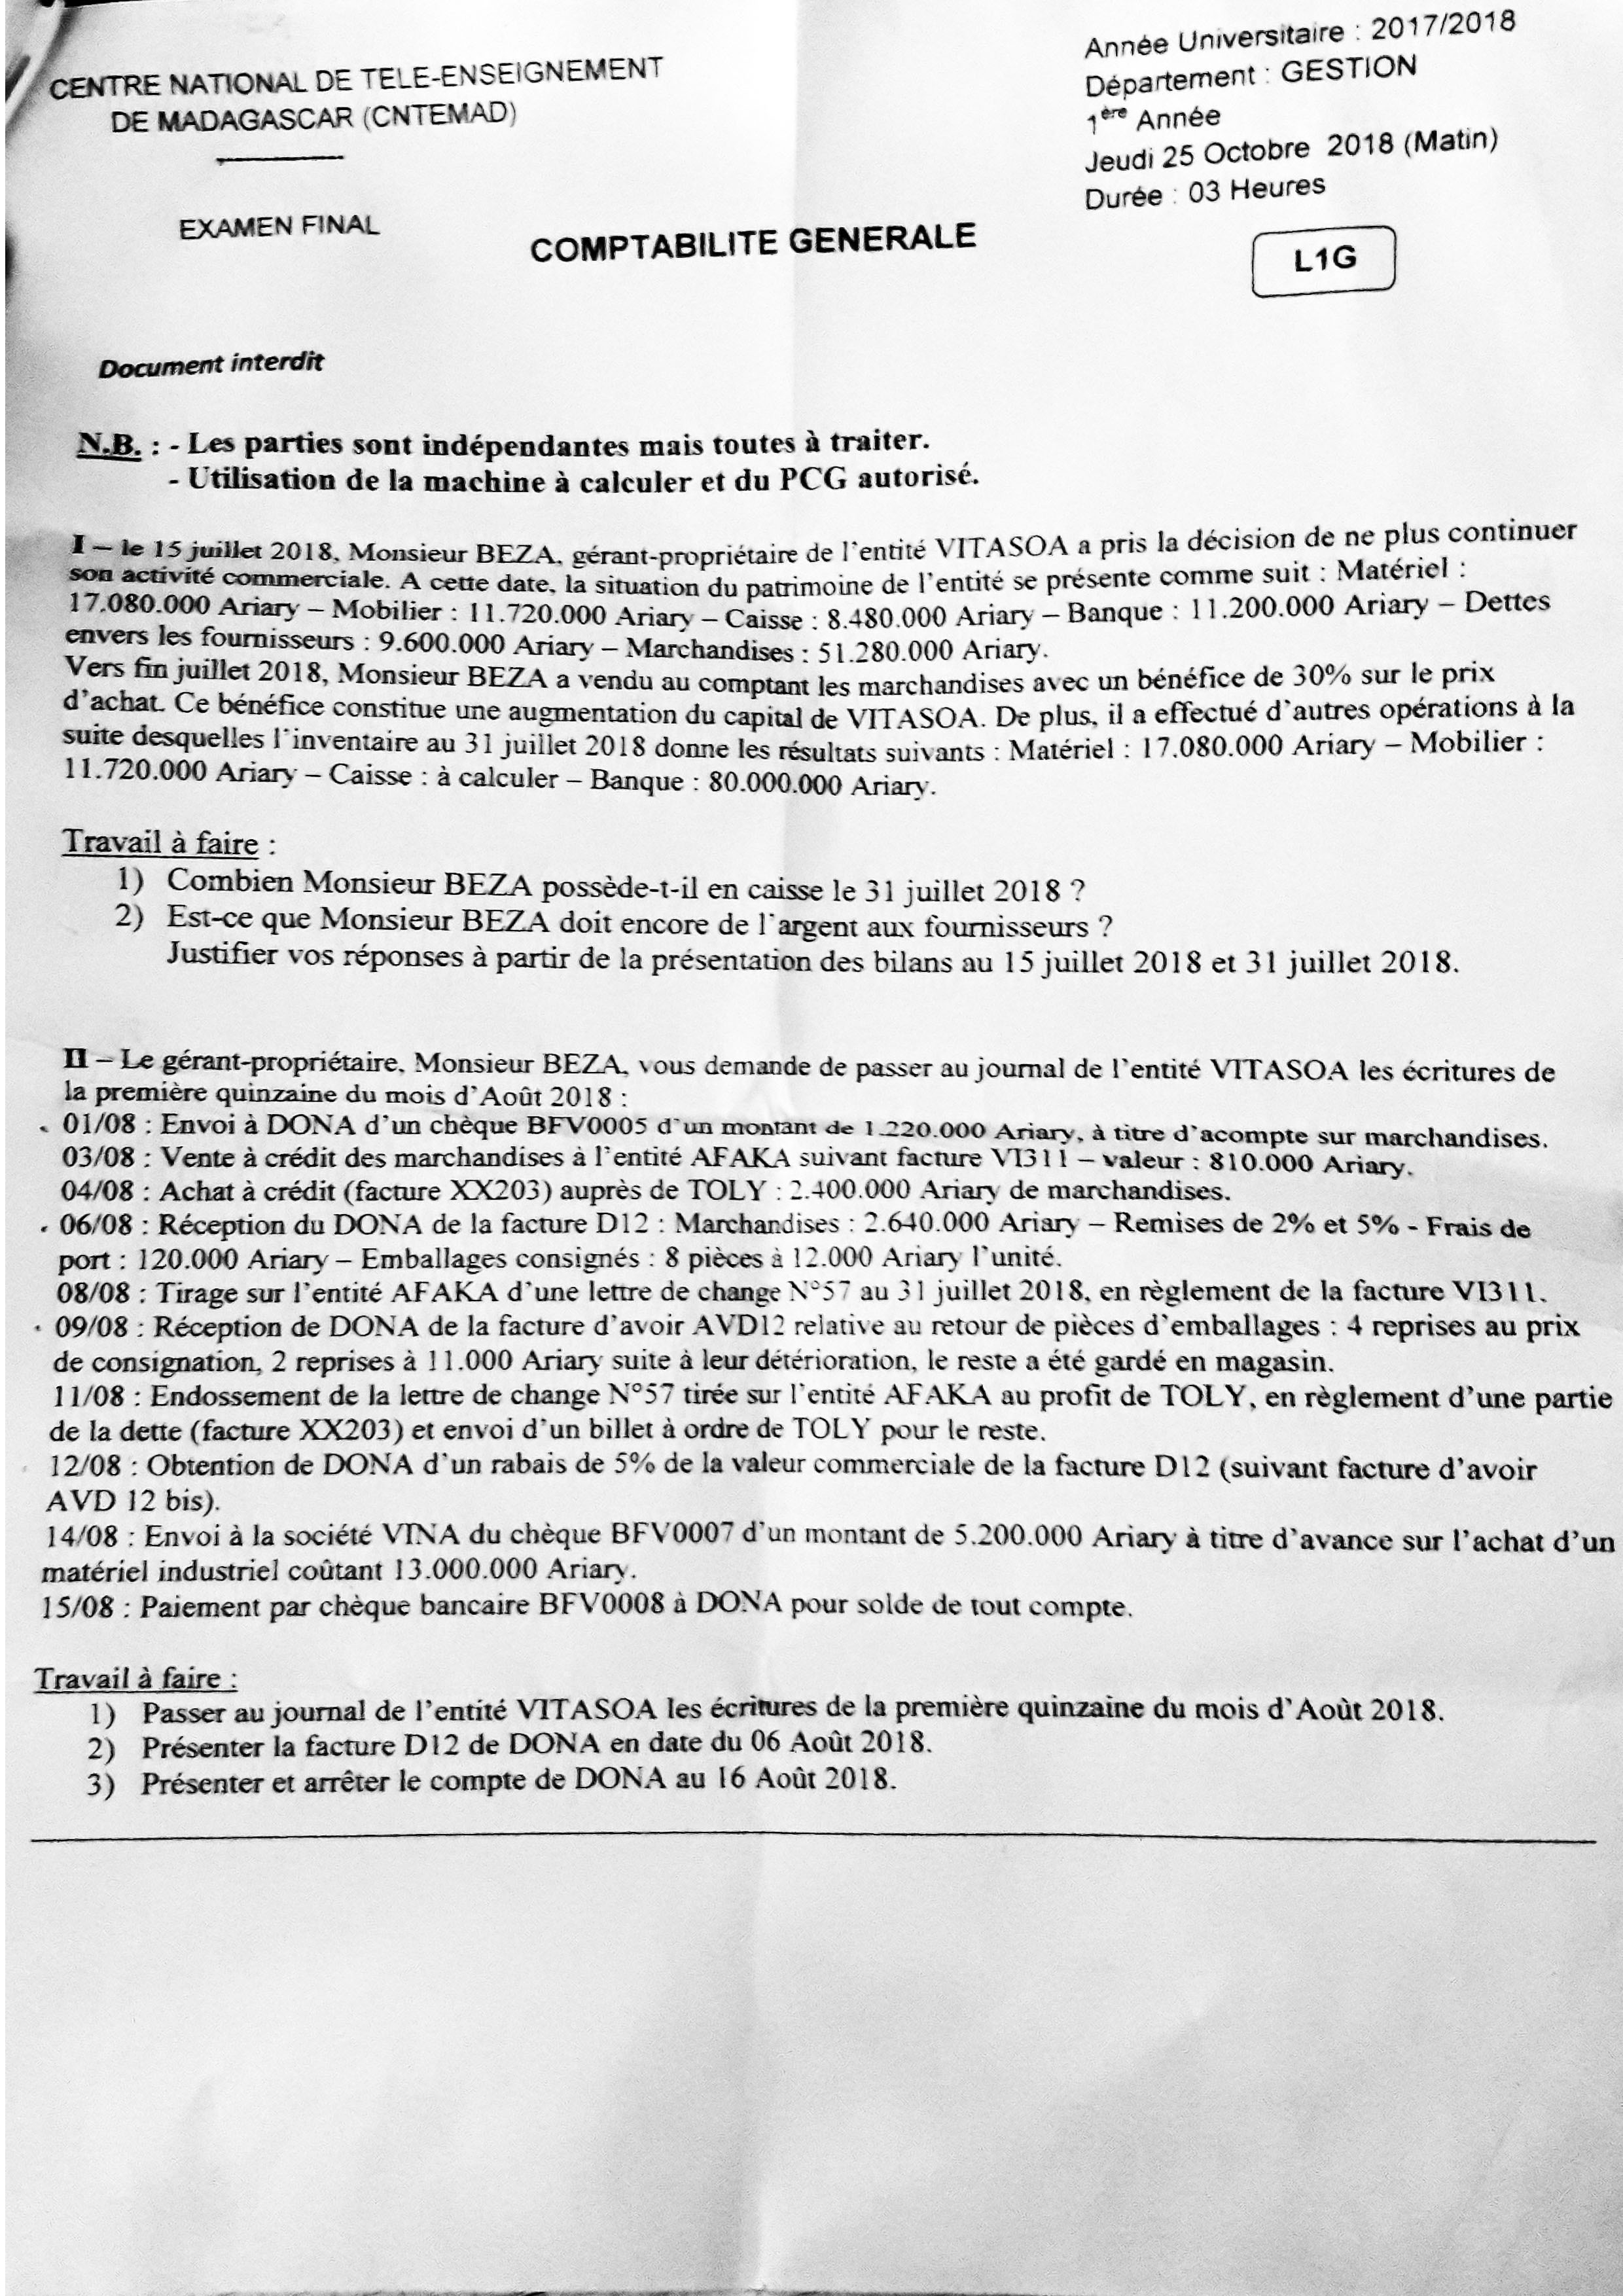 CENTRE NATIONAL DE TELE-ENSEIGNEMENT
DE MADAGASCAR (CNTEMAD)
EXAMEN FINAL
Année Universitaire : 2017/2018
Département : GESTION
1ère Année
Jeudi 25 Octobre 2018 (Matin)
Durée : 03 Heures
COMPTABILITE GENERALE
L1G
Document interdit
N.B. : - Les parties sont indépendantes mais toutes à traiter.
- Utilisation de la machine à calculer et du PCG autorisé.
I – le 15 juillet 2018, Monsieur BEZA, gérant-propriétaire de l'entité VITASOA a pris la décision de ne plus continuer
son activité commerciale. A cette date, la situation du patrimoine de l'entité se présente comme suit : Matériel :
17.080.000 Ariary – Mobilier : 11.720.000 Ariary – Caisse : 8.480.000 Ariary – Banque : 11.200.000 Ariary – Dettes
envers les fournisseurs : 9.600.000 Ariary – Marchandises : 51.280.000 Ariary.
Vers fin juillet 2018, Monsieur BEZA a vendu au comptant les marchandises avec un bénéfice de 30% sur le prix
d'achat. Ce bénéfice constitue une augmentation du capital de VITASOA. De plus, il a effectué d'autres opérations à la
suite desquelles l'inventaire au 31 juillet 2018 donne les résultats suivants : Matériel : 17.080.000 Ariary – Mobilier :
11.720.000 Ariary – Caisse : à calculer – Banque : 80.000.000 Ariary.
Travail à faire :
1) Combien Monsieur BEZA possède-t-il en caisse le 31 juillet 2018 ?
2) Est-ce que Monsieur BEZA doit encore de l'argent aux fournisseurs ?
Justifier vos réponses à partir de la présentation des bilans au 15 juillet 2018 et 31 juillet 2018.
II – Le gérant-propriétaire, Monsieur BEZA, vous demande de passer au journal de l'entité VITASOA les écritures de
la première quinzaine du mois d'Août 2018 :
01/08 : Envoi à DONA d'un chèque BFV0005 d'un montant de 1.220.000 Ariary, à titre d'acompte sur marchandises.
03/08 : Vente à crédit des marchandises à l'entité AFAKA suivant facture VI311 – valeur : 810.000 Ariary.
04/08 : Achat à crédit (facture XX203) auprès de TOLY : 2.400.000 Ariary de marchandises.
06/08 : Réception du DONA de la facture D12 : Marchandises : 2.640.000 Ariary – Remises de 2% et 5% - Frais de
port : 120.000 Ariary – Emballages consignés : 8 pièces à 12.000 Ariary l'unité.
08/08 : Tirage sur l'entité AFAKA d'une lettre de change N°57 au 31 juillet 2018, en règlement de la facture VI311.
09/08 : Réception de DONA de la facture d'avoir AVD12 relative au retour de pièces d'emballages : 4 reprises au prix
de consignation, 2 reprises à 11.000 Ariary suite à leur détérioration, le reste a été gardé en magasin.
11/08 : Endossement de la lettre de change N°57 tirée sur l'entité AFAKA au profit de TOLY, en règlement d'une partie
de la dette (facture XX203) et envoi d'un billet à ordre de TOLY pour le reste.
12/08 : Obtention de DONA d'un rabais de 5% de la valeur commerciale de la facture D12 (suivant facture d'avoir
AVD 12 bis).
14/08 : Envoi à la société VINA du chèque BFV0007 d'un montant de 5.200.000 Ariary à titre d'avance sur l'achat d'un
matériel industriel coûtant 13.000.000 Ariary.
15/08 : Paiement par chèque bancaire BFV0008 à DONA pour solde de tout compte.
Travail à faire :
1) Passer au journal de l'entité VITASOA les écritures de la première quinzaine du mois d'Août 2018.
2) Présenter la facture D12 de DONA en date du 06 Août 2018.
3) Présenter et arrêter le compte de DONA au 16 Août 2018.